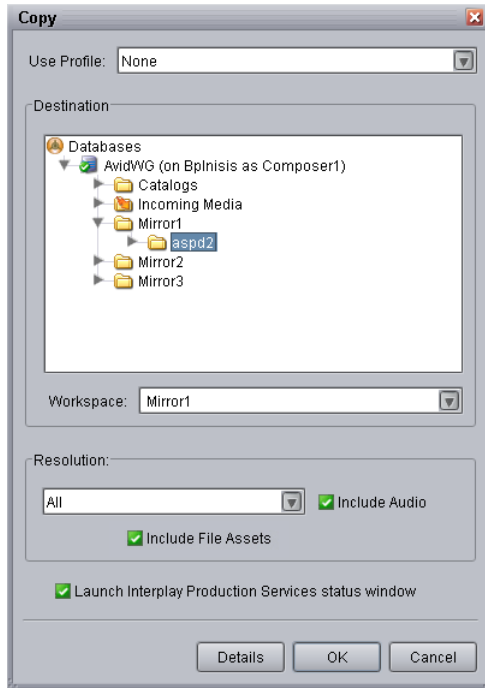 Copy
Use Profile: None
Destination
Databases
AvidWG (on Bplnisis as Composer1)
Catalogs
Incoming Media
Mirror1
aspd2
Mirror2
Mirror3
Workspace: Mirror1
Resolution:
All Include Audio
Include File Assets
Launch Interplay Production Services status window
Details OK Cancel